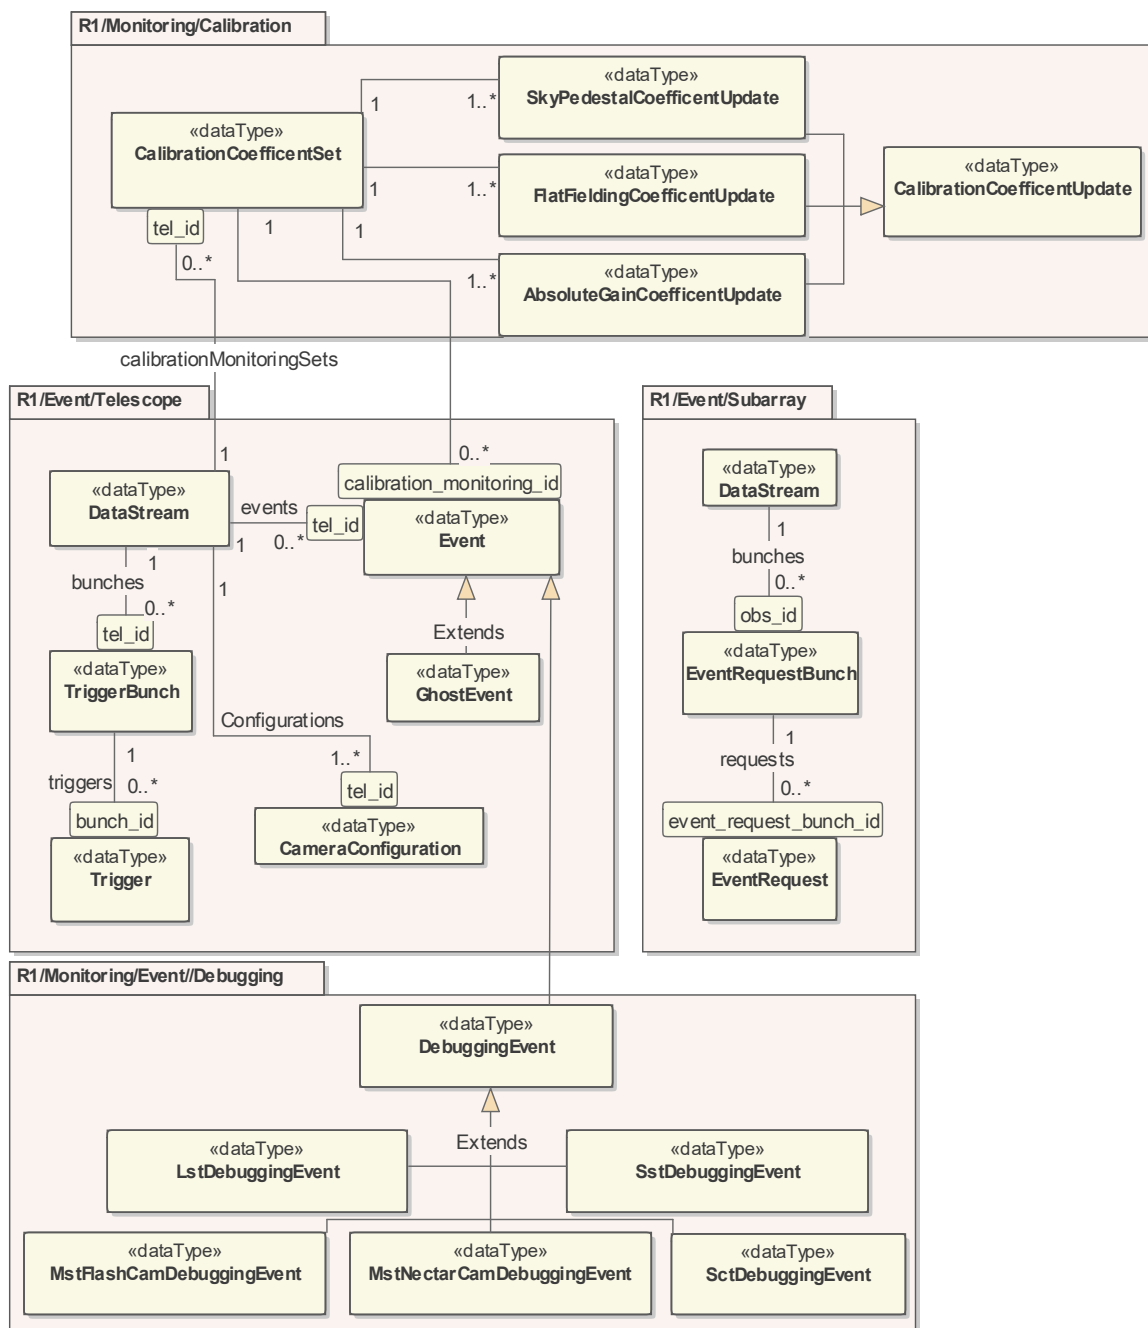 R1/Monitoring/Calibration
«dataType»
SkyPedestalCoefficentUpdate
1
1..*
«dataType»
CalibrationCoefficentSet
«dataType»
CalibrationCoefficentUpdate
«dataType»
FlatFieldingCoefficentUpdate
1
1..*
tel_id
1
1
0..*
«dataType»
AbsoluteGainCoefficentUpdate
1..*
calibrationMonitoringSets
R1/Event/Telescope
1
0..*
calibration_monitoring_id
«dataType»
DataStream
events
tel_id
0..*
1
«dataType»
Event
1
bunches
0..*
tel_id
1
Extends
«dataType»
TriggerBunch
«dataType»
GhostEvent
Configurations
1
1..*
triggers
0..*
tel_id
bunch_id
«dataType»
CameraConfiguration
«dataType»
Trigger
R1/Event/Subarray
«dataType»
DataStream
1
bunches
0..*
obs_id
«dataType»
EventRequestBunch
1
requests
0..*
event_request_bunch_id
«dataType»
EventRequest
R1/Monitoring/Event//Debugging
«dataType»
DebuggingEvent
Extends
«dataType»
LstDebuggingEvent
«dataType»
SstDebuggingEvent
«dataType»
MstFlashCamDebuggingEvent
«dataType»
MstNectarCamDebuggingEvent
«dataType»
SctDebuggingEvent